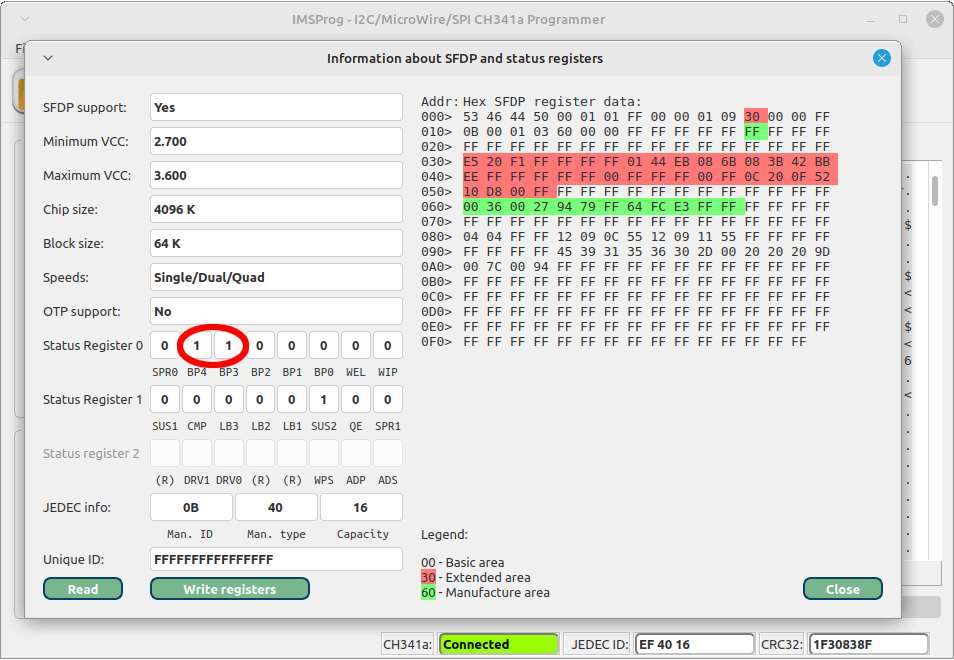 IMSProg - I2C/MicroWire/SPI CH341a Programmer
Information about SFDP and status registers
SFDP support: Yes
Minimum VCC: 2.700
Maximum VCC: 3.600
Chip size: 4096 K
Block size: 64 K
Speeds: Single/Dual/Quad
OTP support: No
Status Register 0 0 1 1 0 0 0 0 0
SPR0 BP4 BP3 BP2 BP1 BP0 WEL WIP
Status Register 1 0 0 0 0 0 1 0 0
SUS1 CMP LB3 LB2 LB1 SUS2 QE SPR1
Status register 2
(R) DRV1 DRV0 (R) (R) WPS ADP ADS
JEDEC info: 0B 40 16
Man. ID Man. type Capacity
Unique ID: FFFFFFFFFFFFFFFF
Read Write registers
Addr: Hex SFDP register data:
000> 53 46 44 50 00 01 01 FF 00 00 01 09 30 00 00 FF
010> 0B 00 01 03 60 00 00 FF FF FF FF FF FF FF FF FF
020> FF FF FF FF FF FF FF FF FF FF FF FF FF FF FF FF
030> E5 20 F1 FF FF FF FF 01 44 EB 08 6B 08 3B 42 BB
040> EE FF FF FF FF FF 00 FF FF FF 00 FF 0C 20 0F 52
050> 10 D8 00 FF FF FF FF FF FF FF FF FF FF FF FF FF
060> 00 36 00 27 94 79 FF 64 FC E3 FF FF FF FF FF FF
070> FF FF FF FF FF FF FF FF FF FF FF FF FF FF FF FF
080> 04 04 FF FF 12 09 0C 55 12 09 11 55 FF FF FF FF
090> FF FF FF FF 45 39 31 35 36 30 2D 00 20 20 20 9D
0A0> 00 7C 00 94 FF FF FF FF FF FF FF FF FF FF FF FF
0B0> FF FF FF FF FF FF FF FF FF FF FF FF FF FF FF FF
0C0> FF FF FF FF FF FF FF FF FF FF FF FF FF FF FF FF
0D0> FF FF FF FF FF FF FF FF FF FF FF FF FF FF FF FF
0E0> FF FF FF FF FF FF FF FF FF FF FF FF FF FF FF FF
0F0> FF FF FF FF FF FF FF FF FF FF FF FF FF FF FF
Legend:
00 - Basic area
30 - Extended area
60 - Manufacture area
Close
CH341a: Connected JEDEC ID: EF 40 16 CRC32: 1F30838F